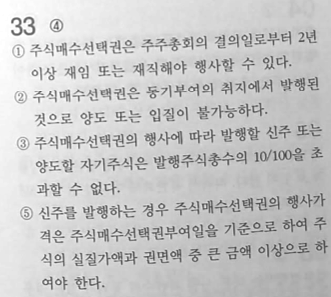 33 ④
① 주식매수선택권은 주주총회의 결의일로부터 2년
이상 재임 또는 재직해야 행사할 수 있다.
② 주식매수선택권은 동기부여의 취지에서 발행된
것으로 양도 또는 입질이 불가능하다.
③ 주식매수선택권의 행사에 따라 발행할 신주 또는
양도할 자기주식은 발행주식총수의 10/100을 초
과할 수 없다.
⑤ 신주를 발행하는 경우 주식매수선택권의 행사가
격은 주식매수선택권부여일을 기준으로 하여 주
식의 실질가액과 권면액 중 큰 금액 이상으로 하
여야 한다.